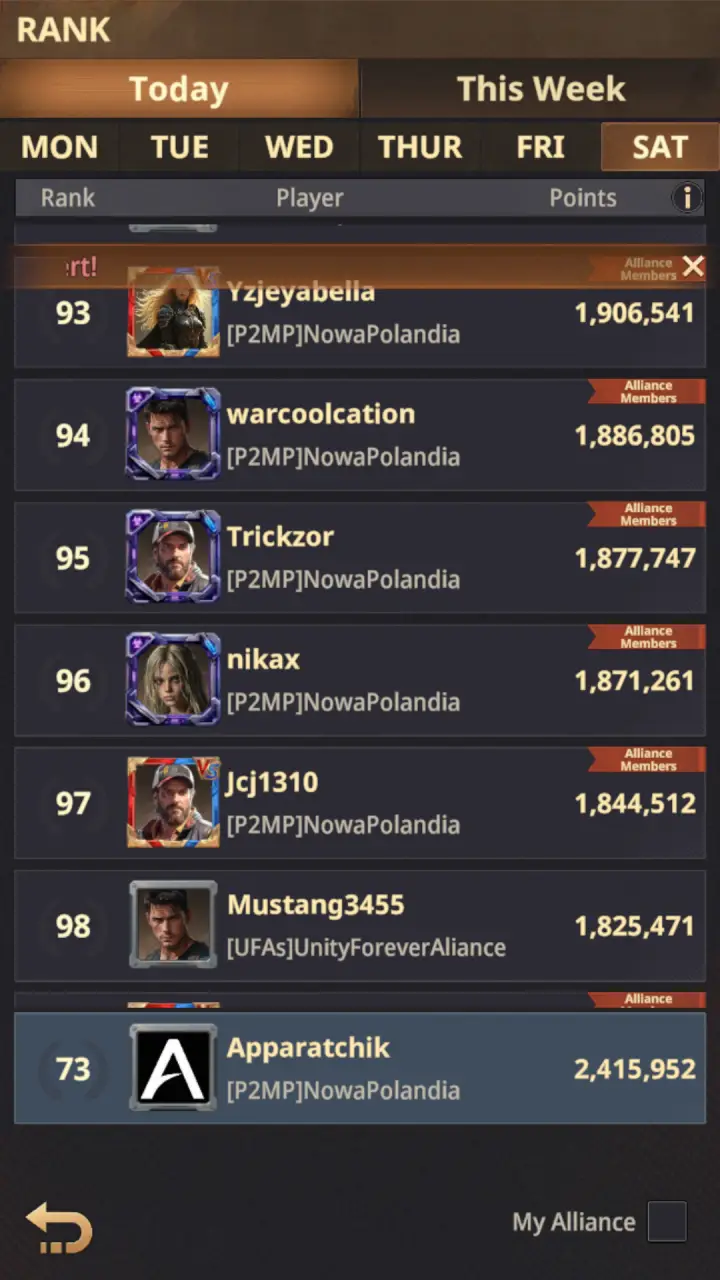 RANK
Today
This Week
MON
TUE
WED
THUR
FRI
SAT
Rank
Player
Points
i
rt!
Alliance
Members
93
Yzjeyabella
[P2MP]NowaPolandia
1,906,541
Alliance
Members
94
warcoolcation
[P2MP]NowaPolandia
1,886,805
Alliance
Members
95
Trickzor
[P2MP]NowaPolandia
1,877,747
Alliance
Members
96
nikax
[P2MP]NowaPolandia
1,871,261
Alliance
Members
97
VS
Jcj1310
[P2MP]NowaPolandia
1,844,512
98
Mustang3455
[UFAs]UnityForeverAliance
1,825,471
Alliance
73
A
Apparatchik
[P2MP]NowaPolandia
2,415,952
My Alliance